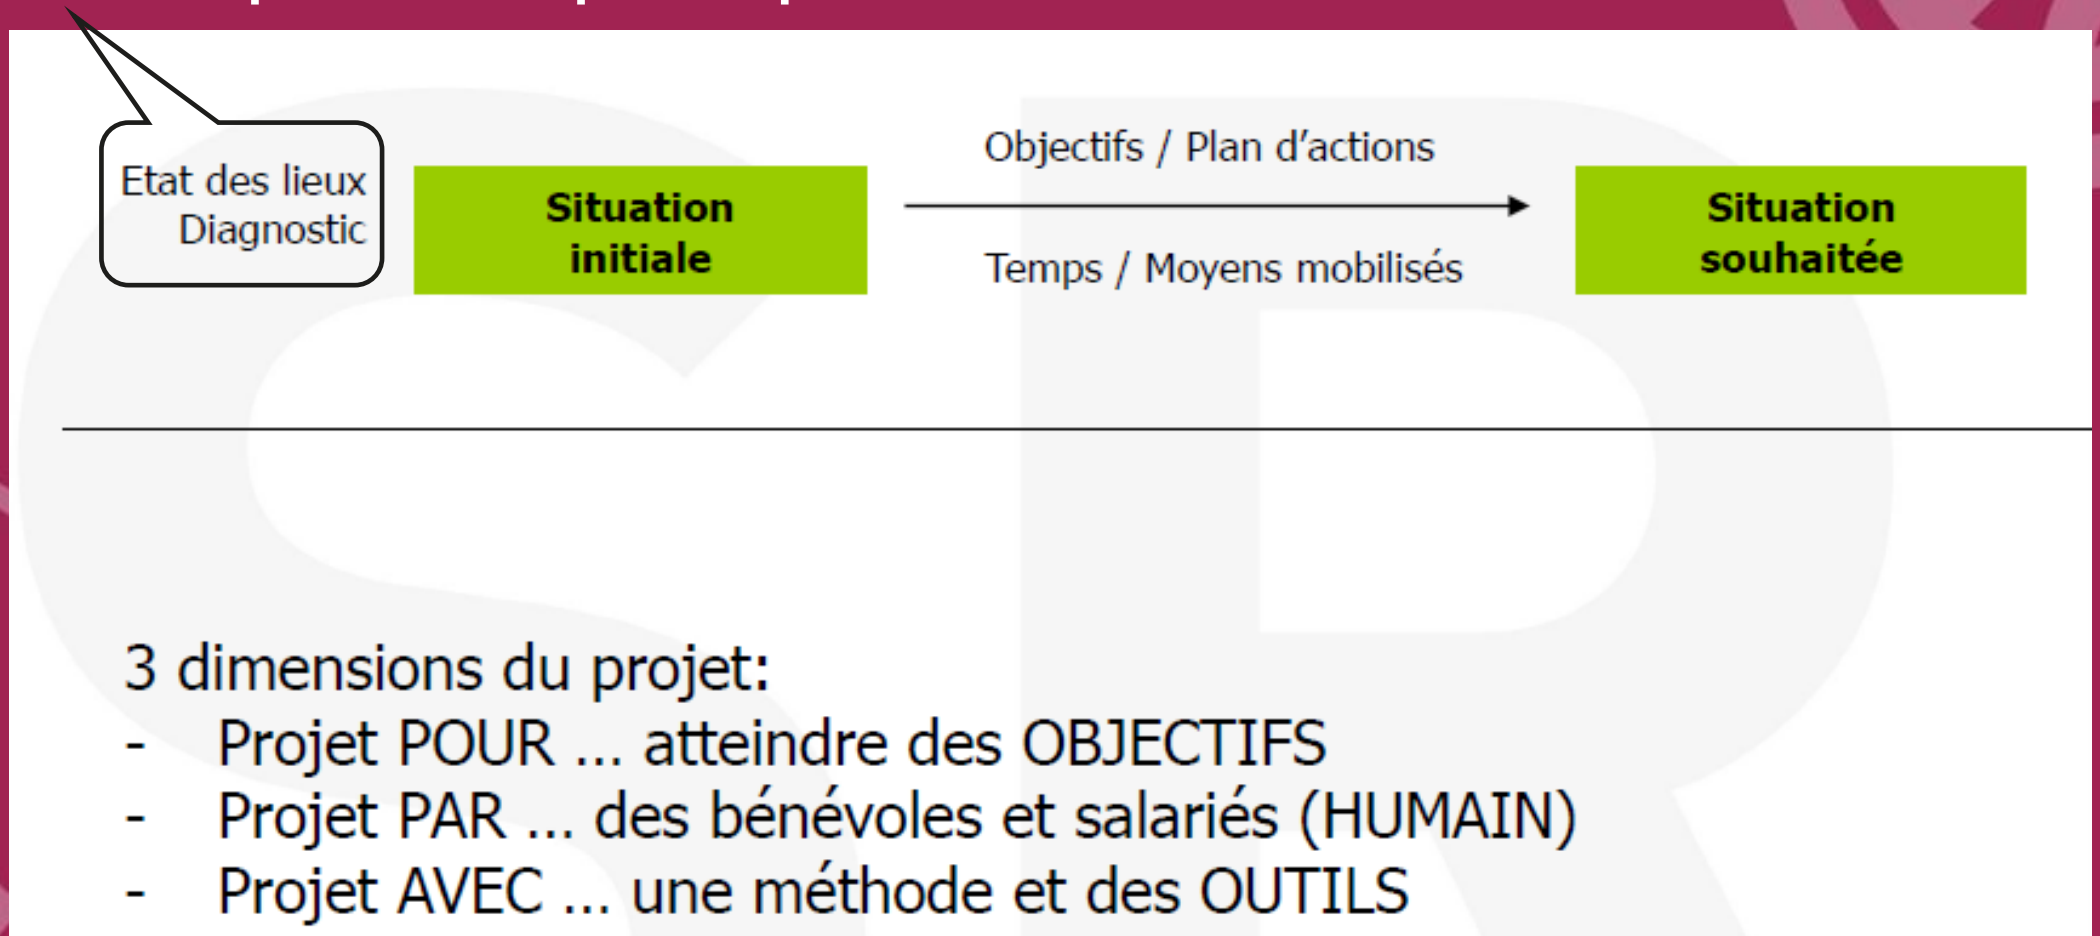 Etat des lieux
Diagnostic
Situation
initiale
Objectifs / Plan d’actions
Temps / Moyens mobilisés
Situation
souhaitée
3 dimensions du projet:
- Projet POUR ... atteindre des OBJECTIFS
- Projet PAR ... des bénévoles et salariés (HUMAIN)
- Projet AVEC ... une méthode et des OUTILS